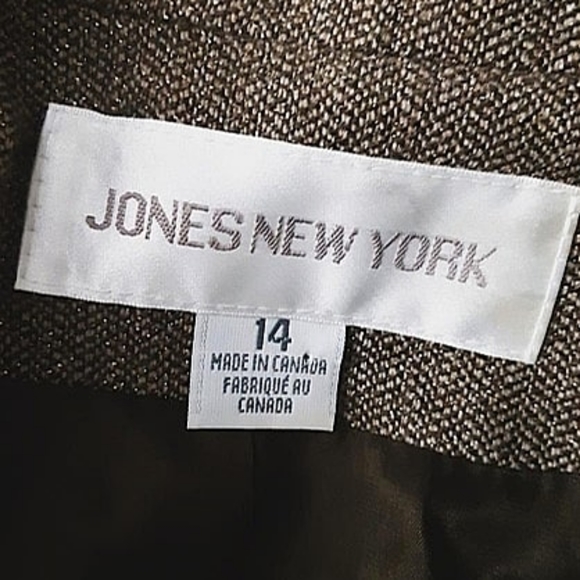 JONES NEW YORK
14
MADE IN CANADA
FABRIQUÉ AU
CANADA